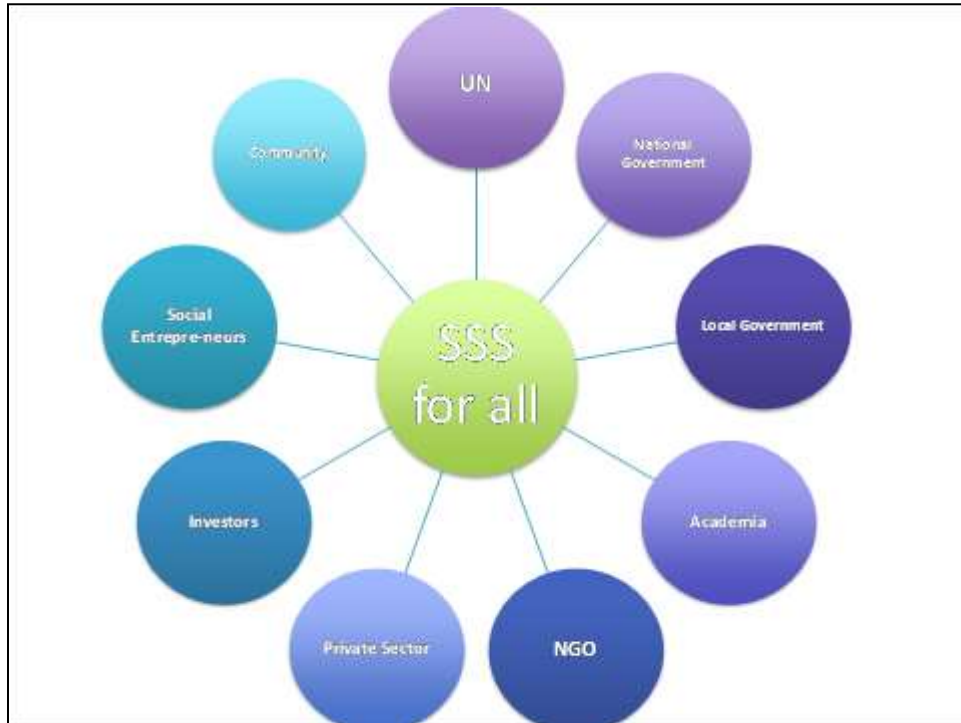 UN
National
Government
Community
Local Government
Social
Entrepre-neurs
SSS
for all
Academia
Investors
NGO
Private Sector